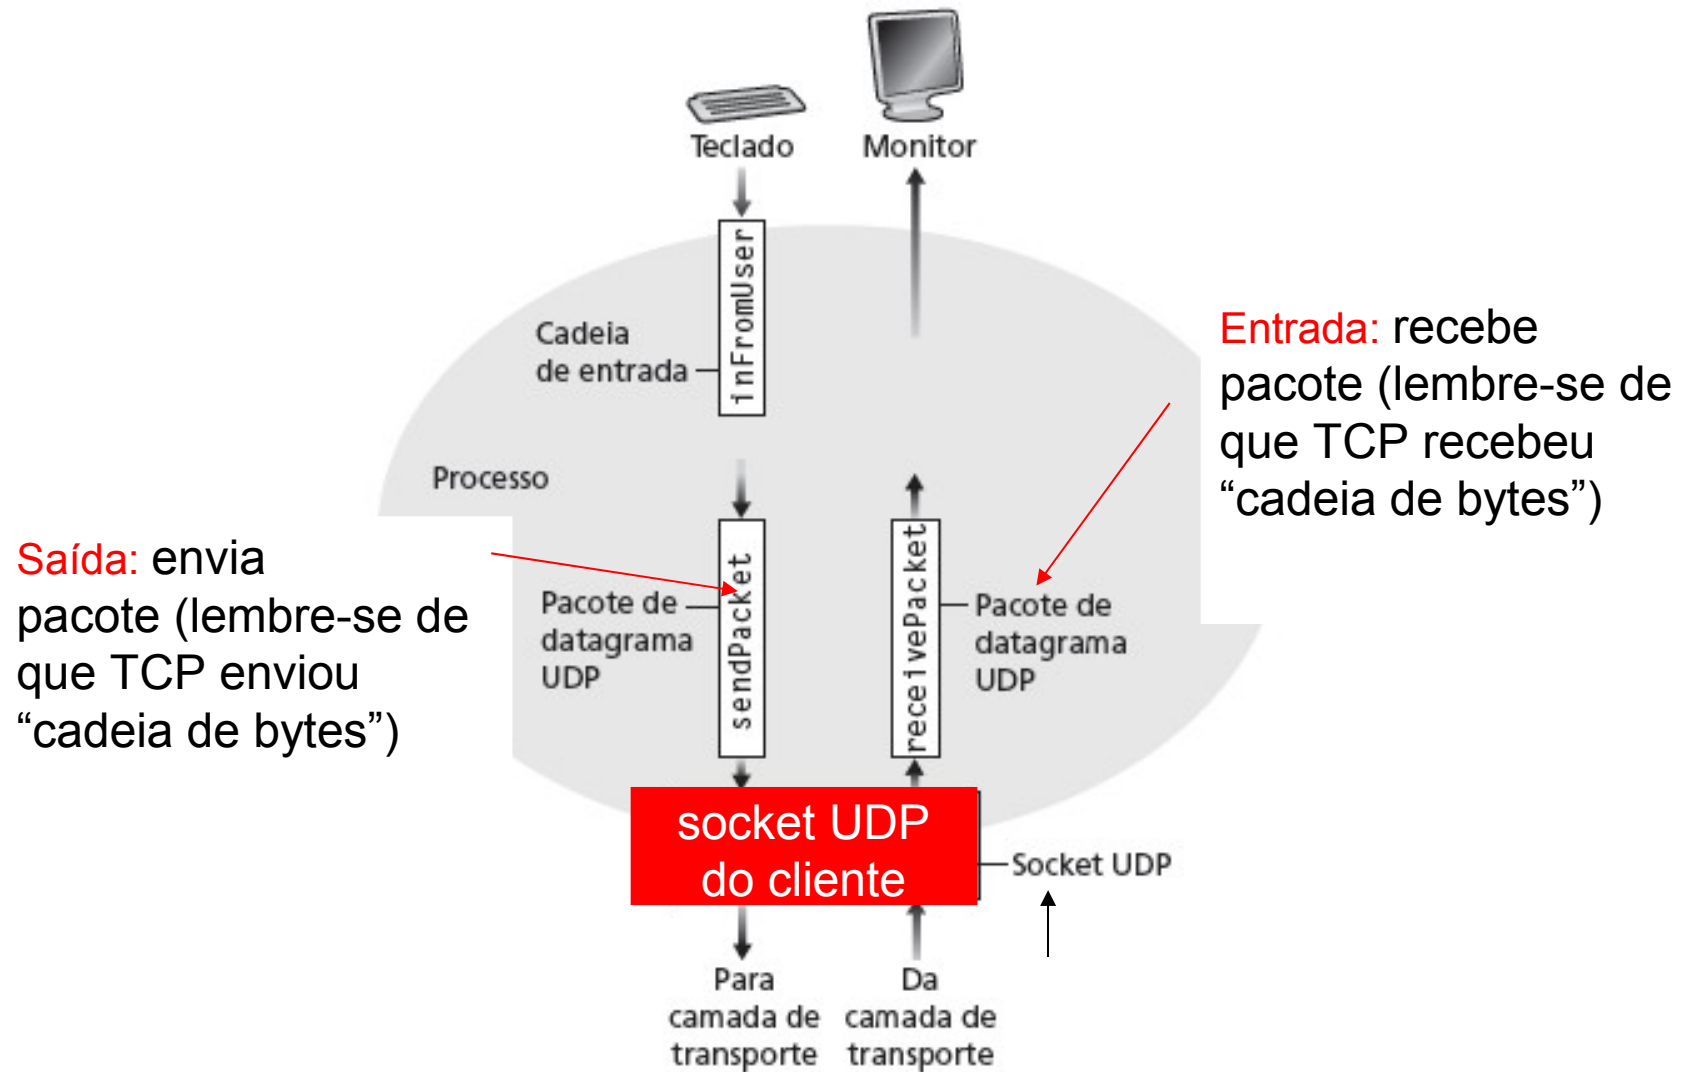 Teclado
Monitor
inFromUser
Cadeia
de entrada
Processo
Entrada: recebe
pacote (lembre-se de
que TCP recebeu
“cadeia de bytes”)
Saída: envia
pacote (lembre-se de
que TCP enviou
“cadeia de bytes”)
Pacote de
datagrama
UDP
sendPacket
receivePacket
Pacote de
datagrama
UDP
socket UDP
do cliente
Socket UDP
Para
camada de
transporte
Da
camada de
transporte